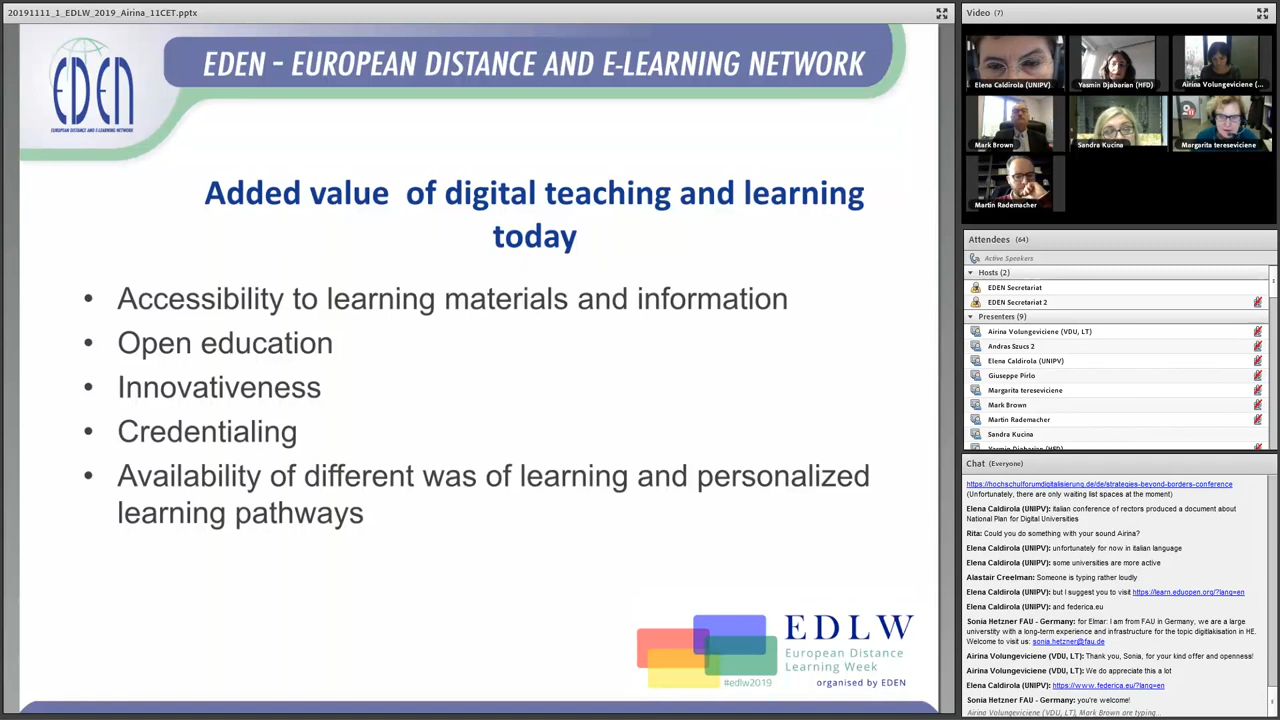 20191111_1_EDLW_2019_Airina_11CET.pptx
EDEN
EUROPEAN DISTANCE AND E-LEARNING NETWORK
EDEN – EUROPEAN DISTANCE AND E-LEARNING NETWORK
Added value of digital teaching and learning
today
• Accessibility to learning materials and information
• Open education
• Innovativeness
• Credentialing
• Availability of different was of learning and personalized
learning pathways
EDLW
European Distance
Learning Week
#edlw2019
organised by EDEN
Video (7)
Elena Caldirola (UNIPV)
Yasmin Djabarian (HFD)
Airina Volungeviciene (...
Mark Brown
Sandra Kucina
Margarita tereseviciene
Martin Rademacher
Attendees (64)
Active Speakers
Hosts (2)
EDEN Secretariat
EDEN Secretariat 2
Presenters (9)
Airina Volungeviciene (VDU, LT)
Andras Szucs 2
Elena Caldirola (UNIPV)
Giuseppe Pirlo
Margarita tereseviciene
Mark Brown
Martin Rademacher
Sandra Kucina
Yasmin Djabarian (HFD)
Chat (Everyone)
https://hochschulforumdigitalisierung.de/de/strategies-beyond-borders-conference
(Unfortunately, there are only waiting list spaces at the moment)
Elena Caldirola (UNIPV): italian conference of rectors produced a document about
National Plan for Digital Universities
Rita: Could you do something with your sound Airina?
Elena Caldirola (UNIPV): unfortunately for now in italian language
Elena Caldirola (UNIPV): some universities are more active
Alastair Creelman: Someone is typing rather loudly
Elena Caldirola (UNIPV): but I suggest you to visit https://learn.eduopen.org/?lang=en
Elena Caldirola (UNIPV): and federica.eu
Sonia Hetzner FAU - Germany: for Elmar: I am from FAU in Germany, we are a large
universtity with a long-term experience and infrastructure for the topic digitlakisation in HE.
Welcome to visit us: sonia.hetzner@fau.de
Airina Volungeviciene (VDU, LT): Thank you, Sonia, for your kind offer and openness!
Airina Volungeviciene (VDU, LT): We do appreciate this a lot
Elena Caldirola (UNIPV): https://www.federica.eu/?lang=en
Sonia Hetzner FAU - Germany: you're welcome!
Airina Volungeviciene (VDU, LT), Mark Brown are typing...